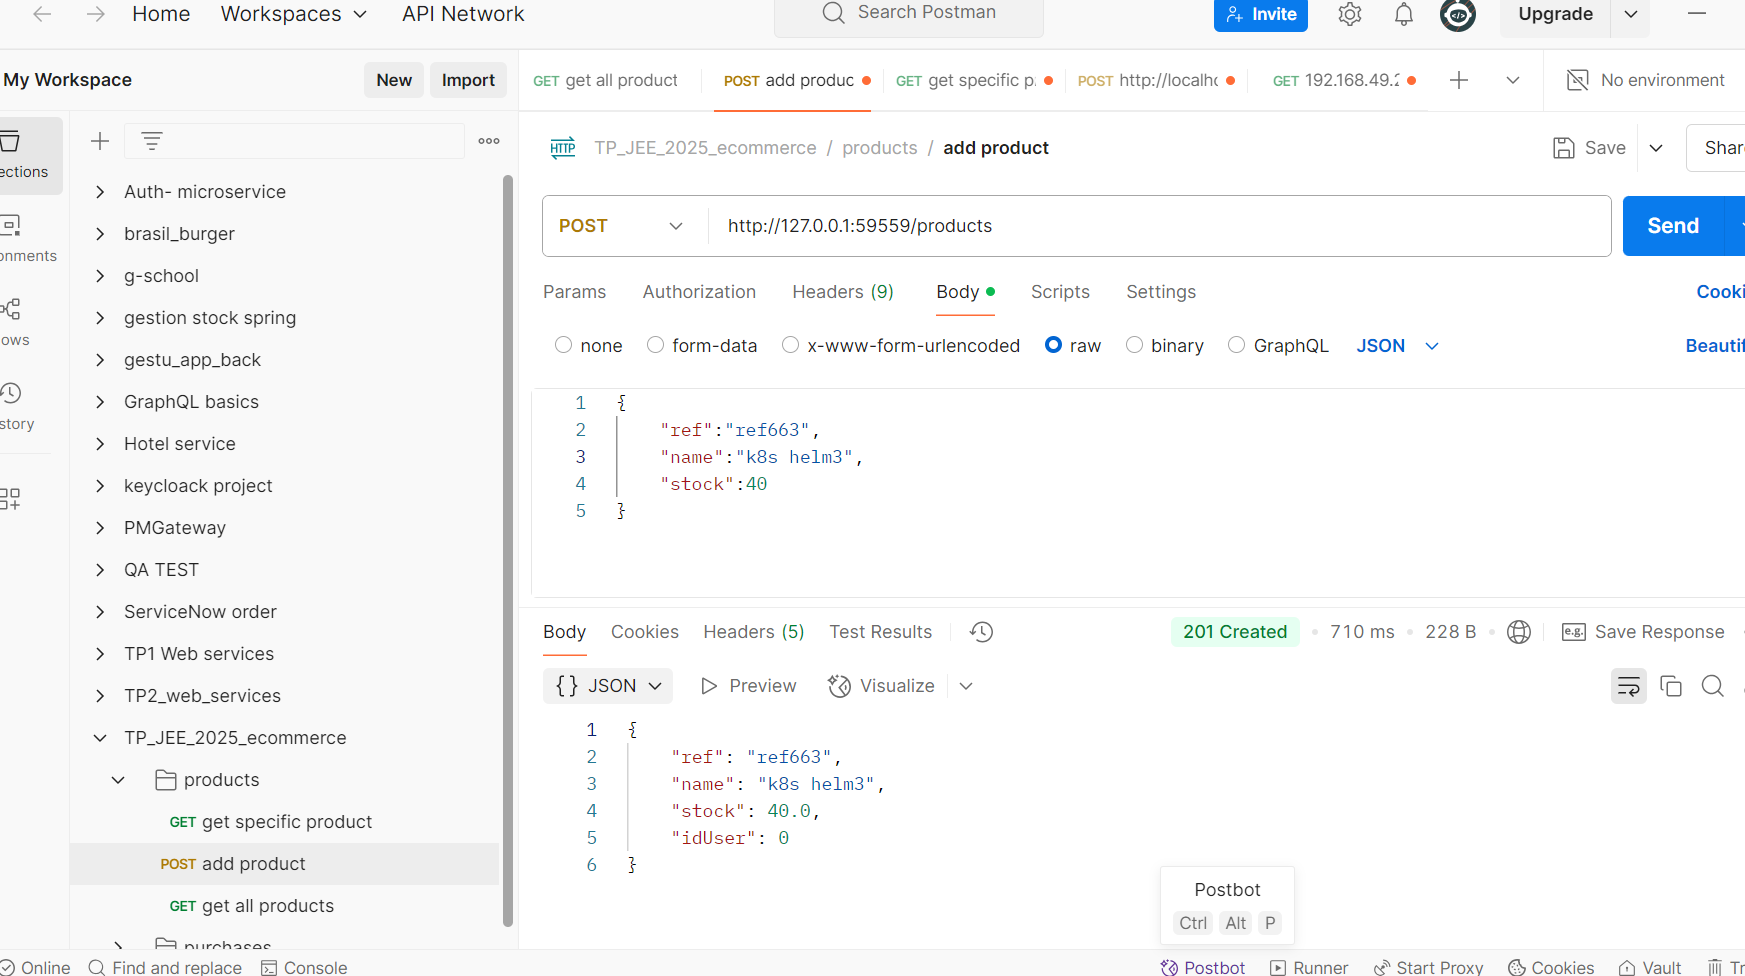 Home Workspaces API Network Search Postman Invite Upgrade
My Workspace New Import
GET get all product POST add produc GET get specific p. POST http://localhc GET 192.168.49.2 No environment
ections
onments
ows
story
Auth- microservice
brasil_burger
g-school
gestion stock spring
gestu_app_back
GraphQL basics
Hotel service
keycloack project
PMGateway
QA TEST
ServiceNow order
TP1 Web services
TP2_web_services
TP_JEE_2025_ecommerce
products
GET get specific product
POST add product
GET get all products
purchases
HTTP TP_JEE_2025_ecommerce / products / add product Save Shar
POST http://127.0.0.1:59559/products Send
Params Authorization Headers (9) Body Scripts Settings Cooki
none form-data x-www-form-urlencoded raw binary GraphQL JSON Beautif
1 {
2 "ref":"ref663",
3 "name":"k8s helm3",
4 "stock":40
5 }
Body Cookies Headers (5) Test Results 201 Created • 710 ms • 228 B • e.g. Save Response
{} JSON Preview Visualize
1 {
2 "ref": "ref663",
3 "name": "k8s helm3",
4 "stock": 40.0,
5 "idUser": 0
6 }
Postbot
Ctrl Alt P
Online Find and replace Console Postbot Runner Start Proxy Cookies Vault Tr